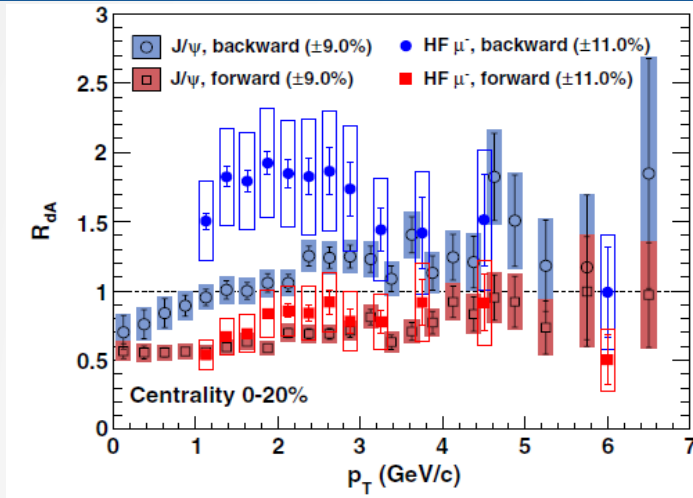 3
2.5
2
1.5
1
0.5
0
R_dA
J/ψ, backward (±9.0%)
HF μ⁻, backward (±11.0%)
J/ψ, forward (±9.0%)
HF μ⁻, forward (±11.0%)
Centrality 0-20%
0 1 2 3 4 5 6 7
p_T (GeV/c)